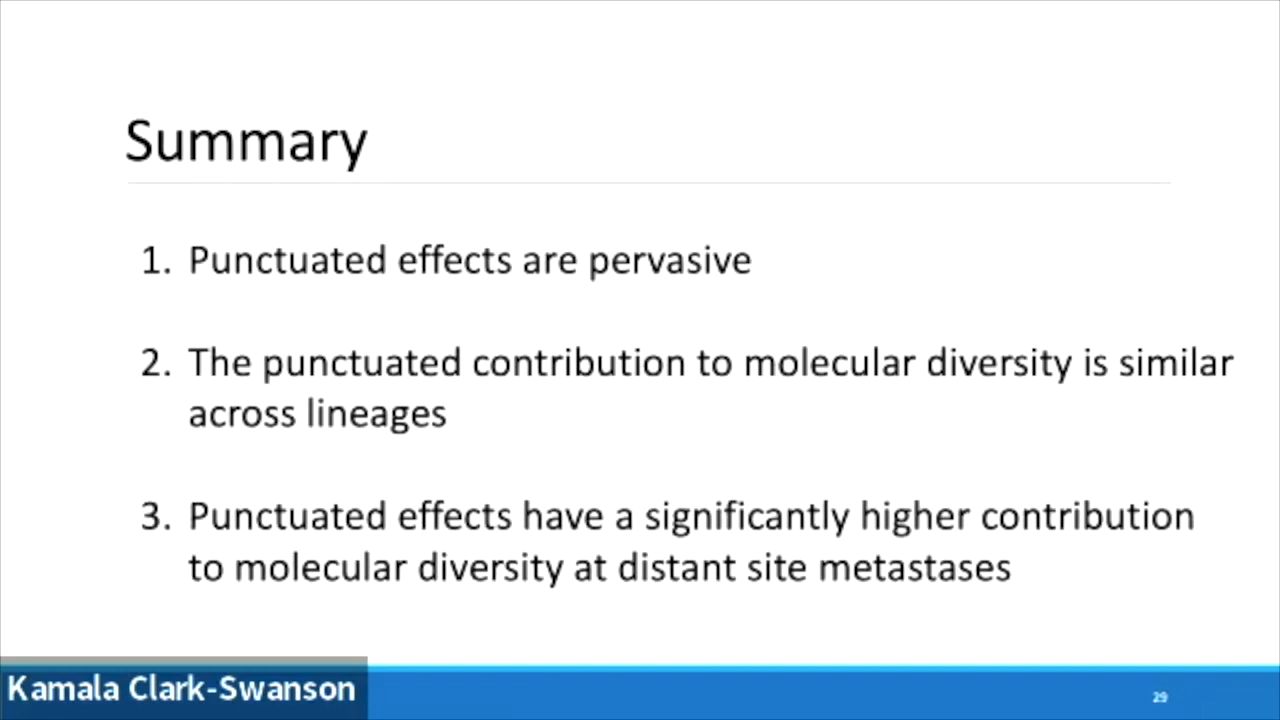 Summary
1. Punctuated effects are pervasive
2. The punctuated contribution to molecular diversity is similar
across lineages
3. Punctuated effects have a significantly higher contribution
to molecular diversity at distant site metastases
Kamala Clark-Swanson
29